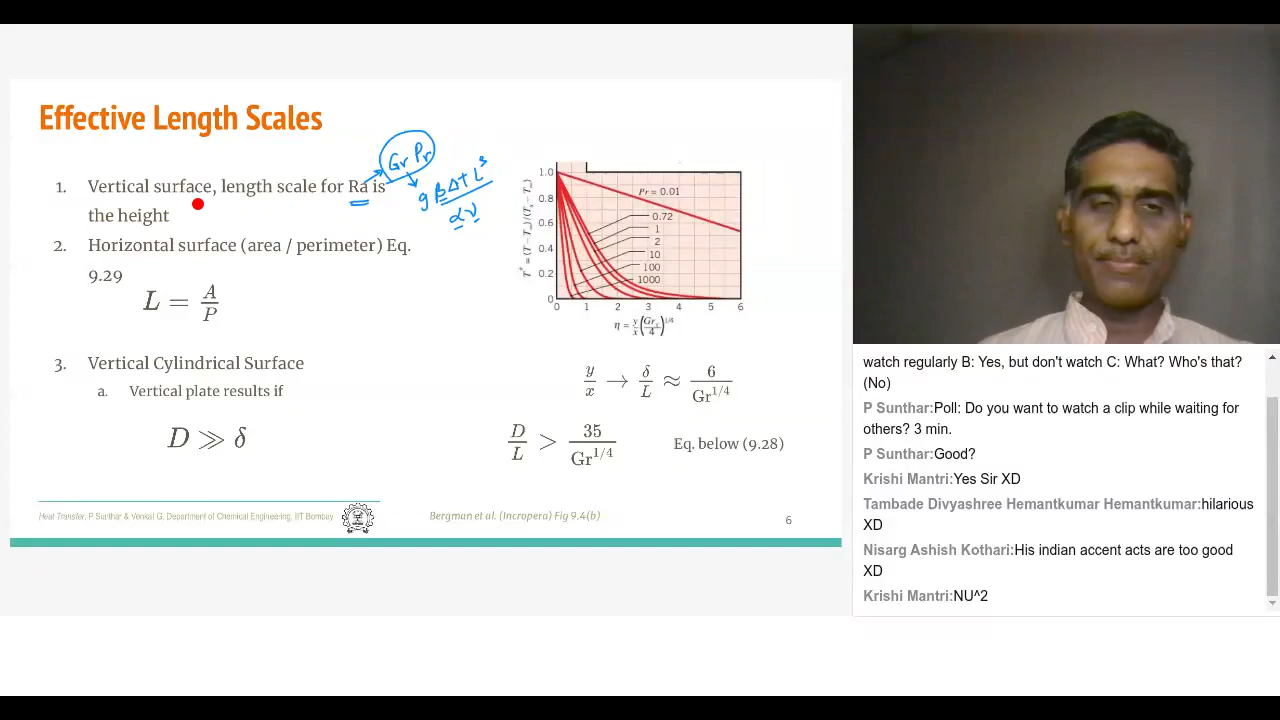 Effective Length Scales
1. Vertical surface, length scale for Ra is
the height
Gr Pr
g β Δ T L³
α ν
2. Horizontal surface (area / perimeter) Eq.
9.29
L = A/P
3. Vertical Cylindrical Surface
a. Vertical plate results if
D ≫ δ
1.0
0.8
0.6
0.4
0.2
0
Pr = 0.01
0.72
1
2
10
100
1000
0 1 2 3 4 5 6
y/x → δ/L ≈ 6/Gr^1/4
D/L > 35/Gr^1/4 Eq. below (9.28)
Heat Transfer, P Sunthar & Venkat G, Department of Chemical Engineering, IIT Bombay
Bergman et al. (Incropera) Fig 9.4(b)
6
watch regularly B: Yes, but don't watch C: What? Who's that?
(No)
P Sunthar:Poll: Do you want to watch a clip while waiting for
others? 3 min.
P Sunthar:Good?
Krishi Mantri:Yes Sir XD
Tambade Divyashree Hemantkumar Hemantkumar:hilarious
XD
Nisarg Ashish Kothari:His indian accent acts are too good
XD
Krishi Mantri:NU^2